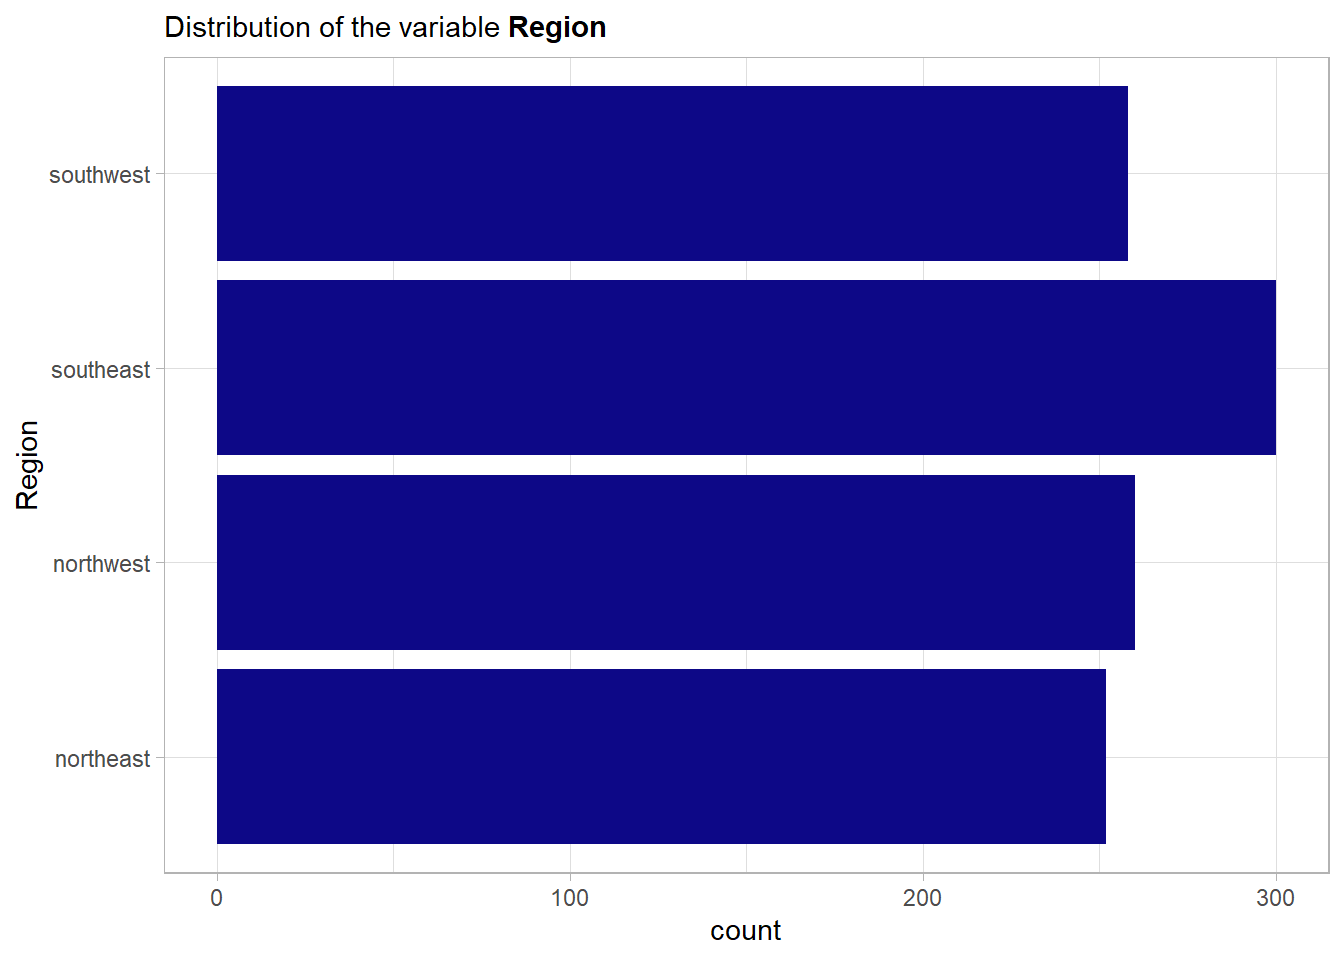 Distribution of the variable Region
southwest
southeast
northwest
northeast
Region
0 100 200 300
count